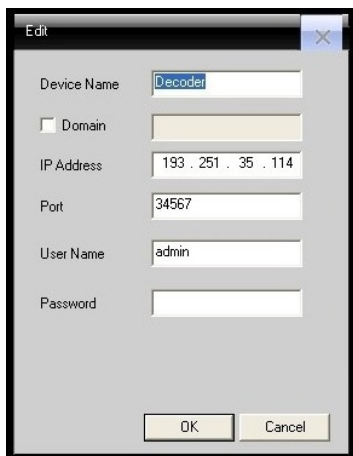 Edit
Device Name Decoder
Domain
IP Address 193 . 251 . 35 . 114
Port 34567
User Name admin
Password
OK Cancel